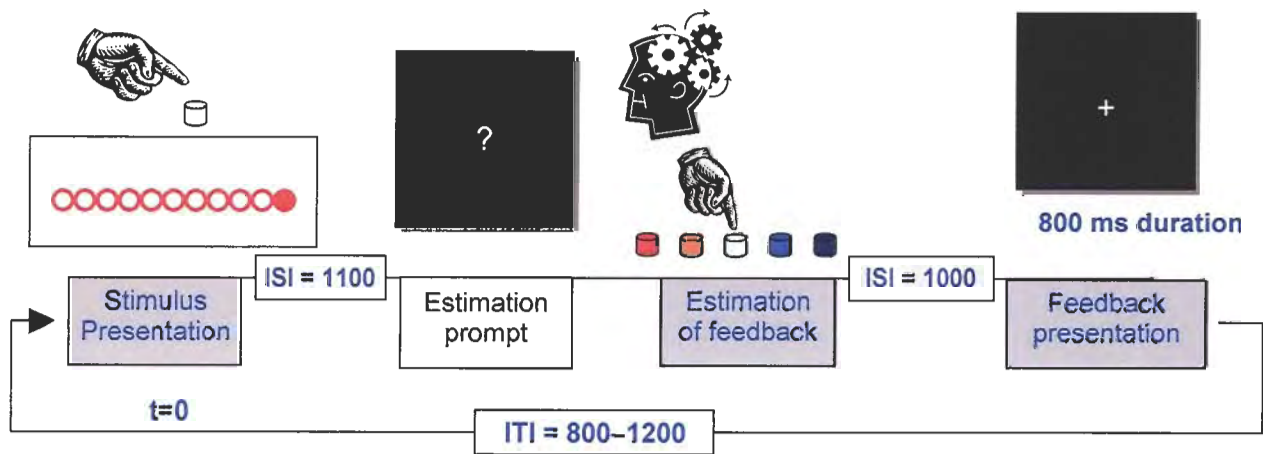 ?
+
800 ms duration
ISI = 1100
ISI = 1000
Stimulus
Presentation
Estimation
prompt
Estimation
of feedback
Feedback
presentation
t=0
ITI = 800–1200